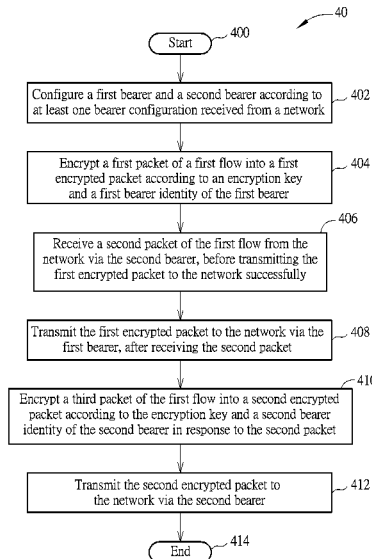 40
Start
400
Configure a first bearer and a second bearer according to
at least one bearer configuration received from a network
402
Encrypt a first packet of a first flow into a first
encrypted packet according to an encryption key
and a first bearer identity of the first bearer
404
406
Receive a second packet of the first flow from the
network via the second bearer, before transmitting the
first encrypted packet to the network successfully
Transmit the first encrypted packet to the network via the
first bearer, after receiving the second packet
408
410
Encrypt a third packet of the first flow into a second encrypted
packet according to the encryption key and a second bearer
identity of the second bearer in response to the second packet
Transmit the second encrypted packet to
the network via the second bearer
412
End
414